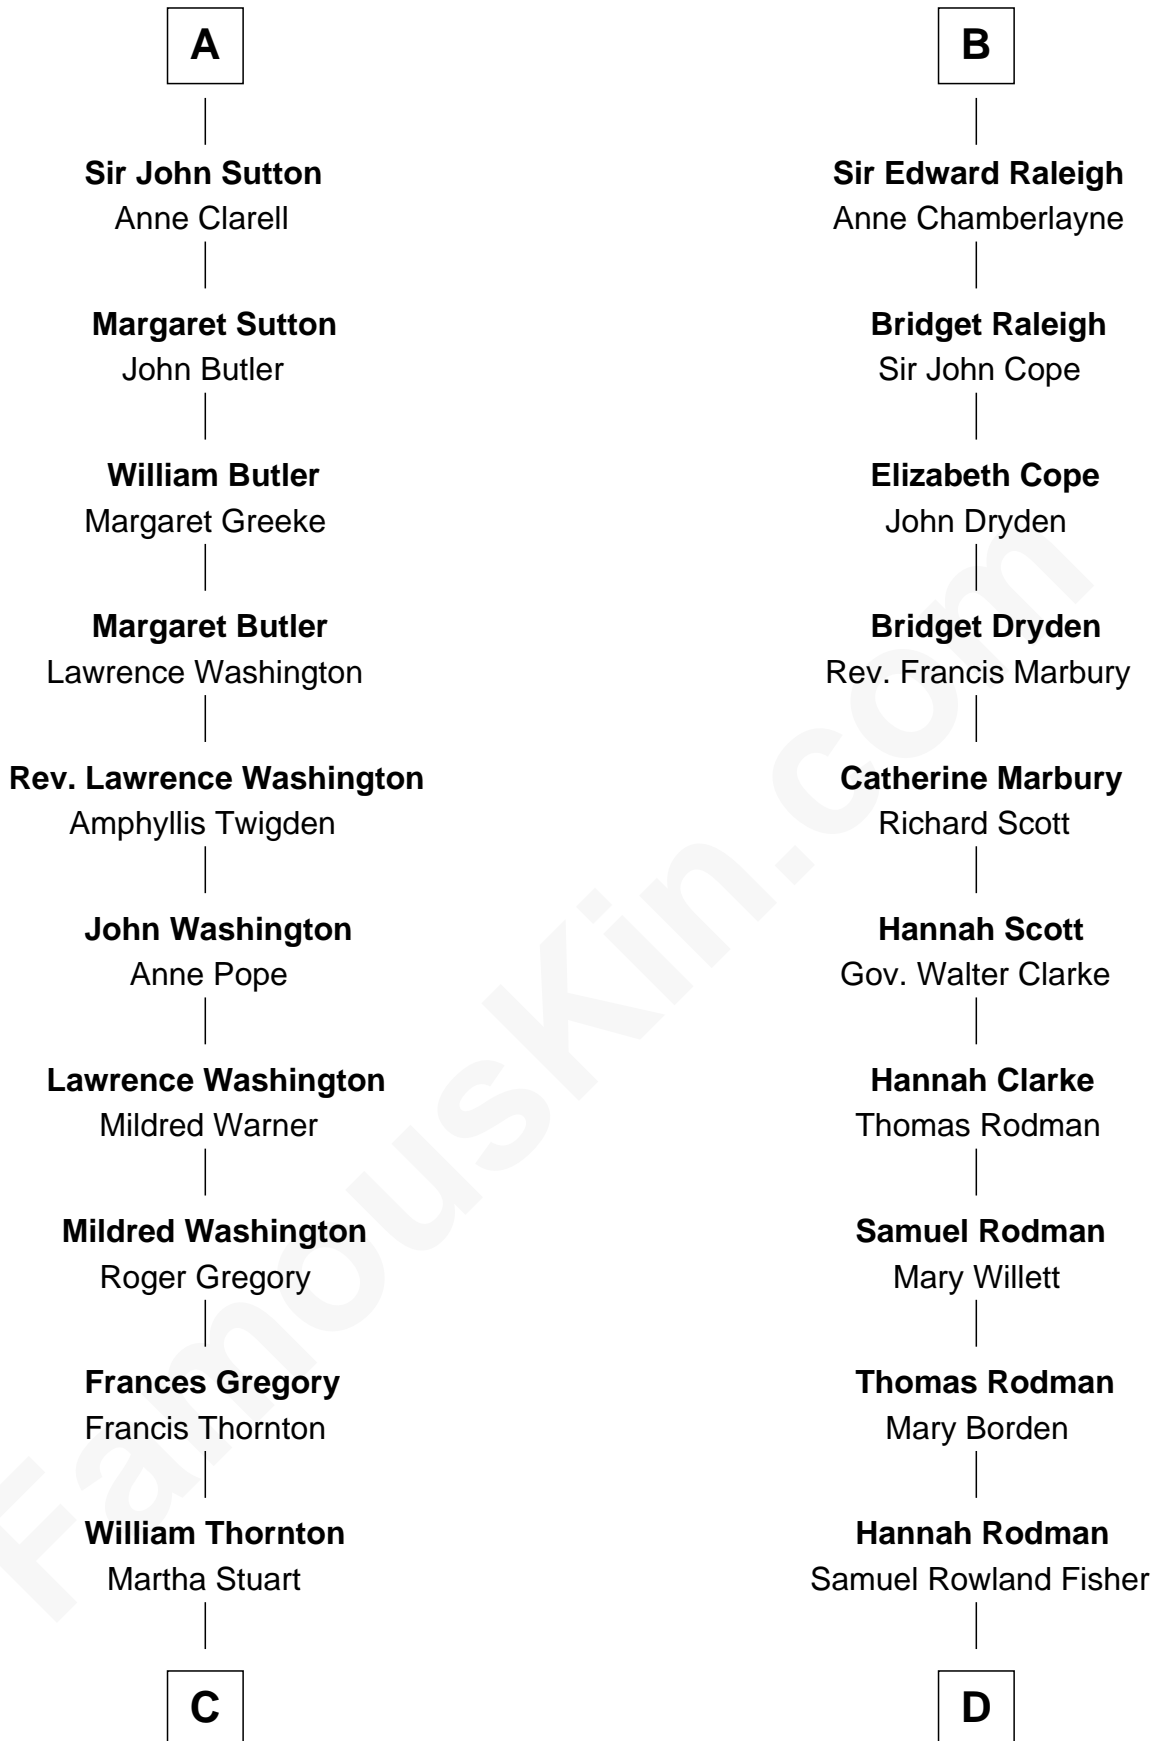 A
Sir John Sutton
Anne Clarell
Margaret Sutton
John Butler
William Butler
Margaret Greeke
Margaret Butler
Lawrence Washington
Rev. Lawrence Washington
Amphyllis Twigden
John Washington
Anne Pope
Lawrence Washington
Mildred Warner
Mildred Washington
Roger Gregory
Frances Gregory
Francis Thornton
William Thornton
Martha Stuart
C
B
Sir Edward Raleigh
Anne Chamberlayne
Bridget Raleigh
Sir John Cope
Elizabeth Cope
John Dryden
Bridget Dryden
Rev. Francis Marbury
Catherine Marbury
Richard Scott
Hannah Scott
Gov. Walter Clarke
Hannah Clarke
Thomas Rodman
Samuel Rodman
Mary Willett
Thomas Rodman
Mary Borden
Hannah Rodman
Samuel Rowland Fisher
D
FamousKin.com